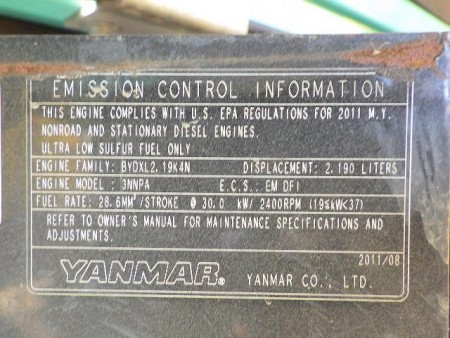 EMISSION CONTROL INFORMATION
THIS ENGINE COMPLIES WITH U.S. EPA REGULATIONS FOR 2011 M.Y.
NONROAD AND STATIONARY DIESEL ENGINES.
ULTRA LOW SULFUR FUEL ONLY
ENGINE FAMILY: BYDXL2.19K4N DISPLACEMENT: 2.190 LITERS
ENGINE MODEL : 3NNPA E.C.S.: EM DFI
FUEL RATE: 28.6MM³/STROKE @ 30.0 kW/ 2400RPM (19≤kW<37)
REFER TO OWNER'S MANUAL FOR MAINTENANCE SPECIFICATIONS AND
ADJUSTMENTS.
2011/08
YANMAR® YANMAR CO., LTD.